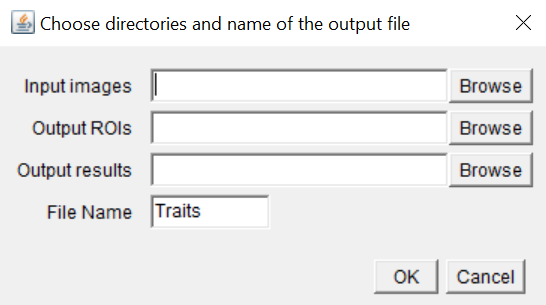 Choose directories and name of the output file
Input images Browse
Output ROIs Browse
Output results Browse
File Name Traits
OK Cancel